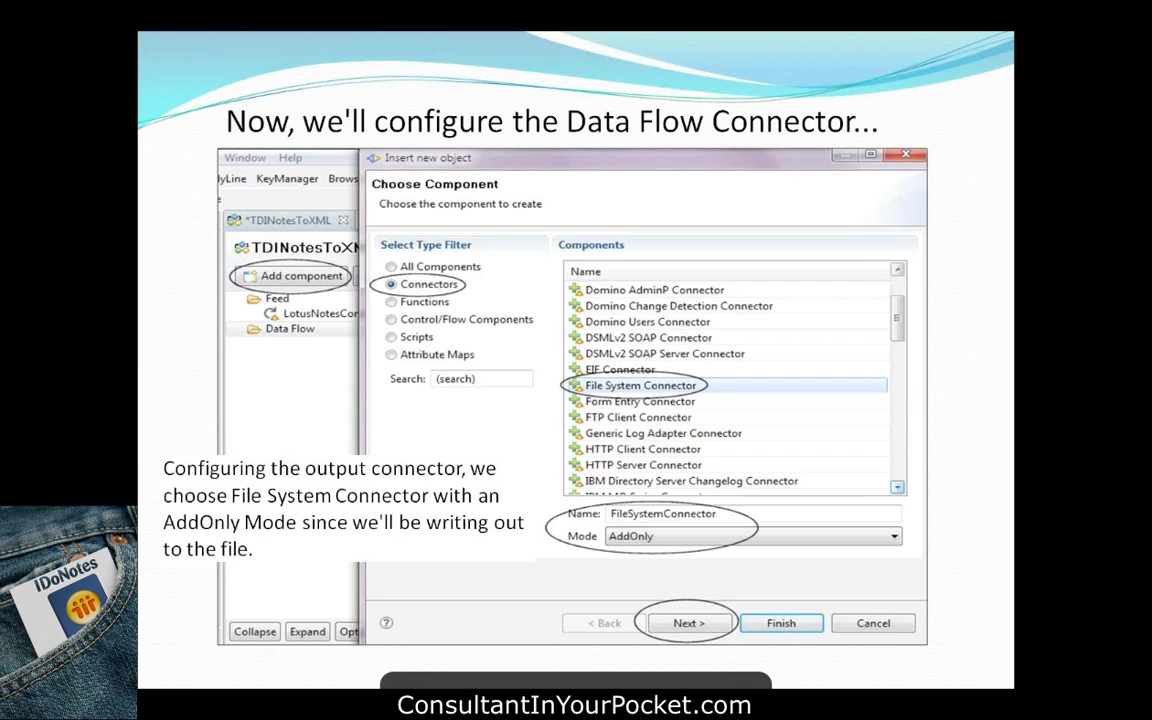 Now, we'll configure the Data Flow Connector...
Window Help
Insert new object
lyLine KeyManager Brows
Choose Component
Choose the component to create
*TDINotesToXML
TDINotesToXM
Select Type Filter
Components
Add component
All Components
Name
Connectors
Domino AdminP Connector
Feed
Functions
Domino Change Detection Connector
LotusNotesCon
Control/Flow Components
Domino Users Connector
Data Flow
Scripts
DSMLv2 SOAP Connector
Attribute Maps
DSMLv2 SOAP Server Connector
EIF Connector
Search: (search)
File System Connector
Form Entry Connector
FTP Client Connector
Generic Log Adapter Connector
HTTP Client Connector
HTTP Server Connector
IBM Directory Server Changelog Connector
Configuring the output connector, we
choose File System Connector with an
AddOnly Mode since we'll be writing out
to the file.
Name: FileSystemConnector
Mode AddOnly
IDoNotes
Collapse Expand Opt
? < Back Next > Finish Cancel
ConsultantInYourPocket.com